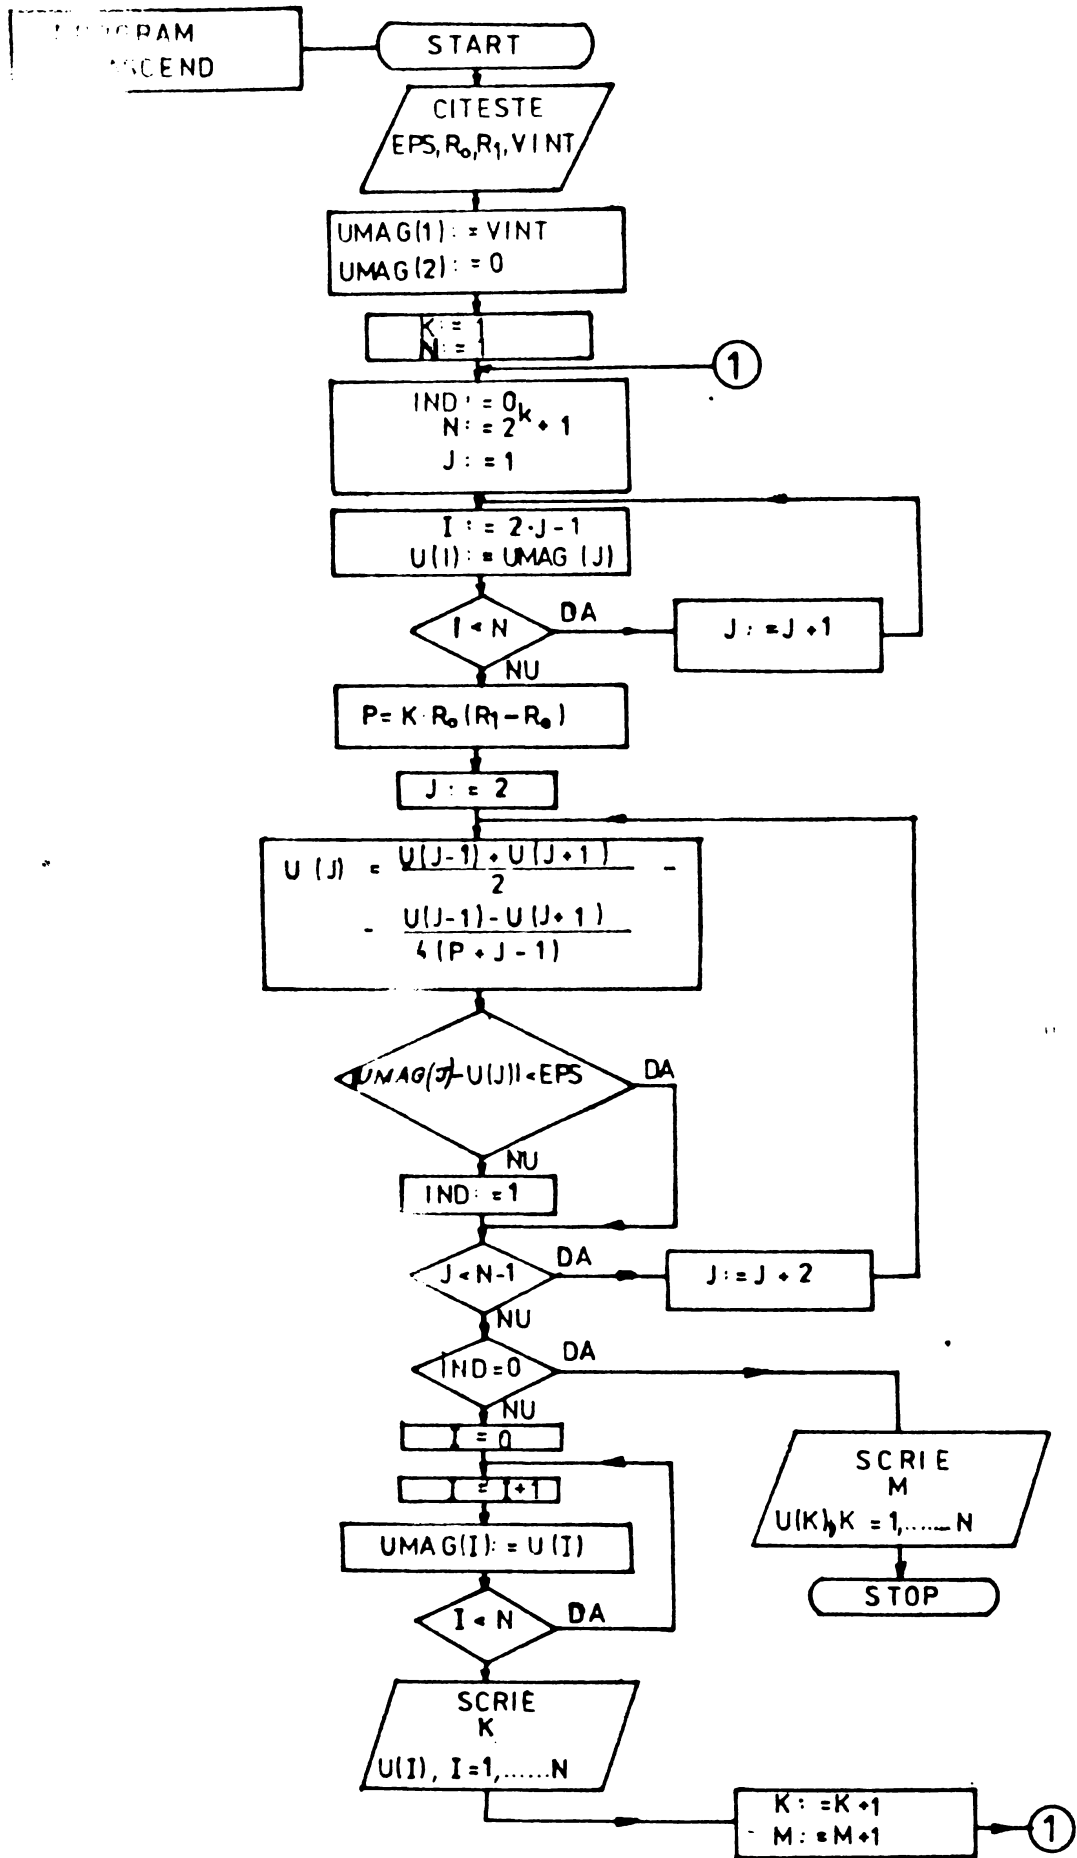 PROGRAM
START
ASCEND
CITESTE
EPS, R₀, R₁, VINT
UMAG(1): = VINT
UMAG(2): = 0
K: = 1
N: = 1
1
IND: = 0
N: = 2ᵏ + 1
J: = 1
I: = 2·J-1
U(I): = UMAG (J)
I < N
DA
J: = J + 1
NU
P= K·R₀(R₁-R₀)
J: = 2
U (J) = U(J-1) + U(J+1) / 2 -
- U(J-1) - U(J+1) / 4(P + J - 1)
|UMAG(J)-U(J)| < EPS
DA
NU
IND: = 1
J < N-1
DA
J: = J + 2
NU
IND = 0
DA
NU
I = 0
SCRIE
M
U(K), K = 1,......N
I = I+1
UMAG(I): = U(I)
STOP
I < N
DA
SCRIE
K
U(I), I=1,......N
K: = K+1
M: = M+1
1